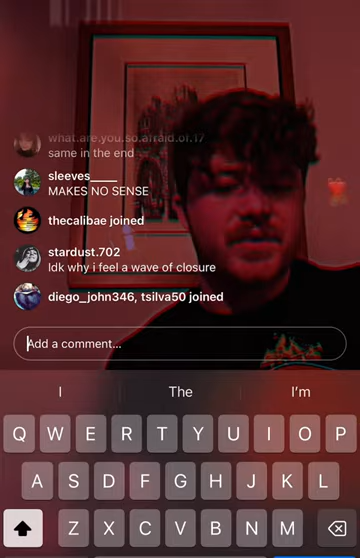 what.are.you.so.afraid.of.17
same in the end
sleeves_____
MAKES NO SENSE
thecalibae joined
stardust.702
Idk why i feel a wave of closure
diego_john346, tsilva50 joined
Add a comment...
I The I'm
Q W E R T Y U I O P
A S D F G H J K L
Z X C V B N M